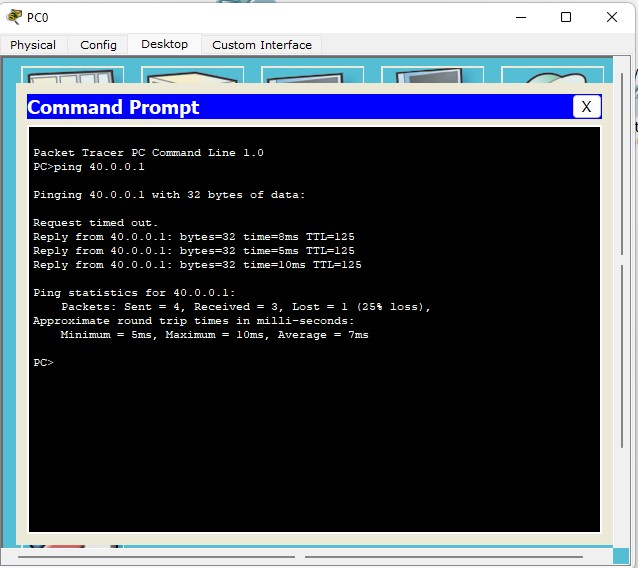 PC0
Physical Config Desktop Custom Interface
Command Prompt
X
Packet Tracer PC Command Line 1.0
PC>ping 40.0.0.1
Pinging 40.0.0.1 with 32 bytes of data:
Request timed out.
Reply from 40.0.0.1: bytes=32 time=8ms TTL=125
Reply from 40.0.0.1: bytes=32 time=5ms TTL=125
Reply from 40.0.0.1: bytes=32 time=10ms TTL=125
Ping statistics for 40.0.0.1:
Packets: Sent = 4, Received = 3, Lost = 1 (25% loss),
Approximate round trip times in milli-seconds:
Minimum = 5ms, Maximum = 10ms, Average = 7ms
PC>